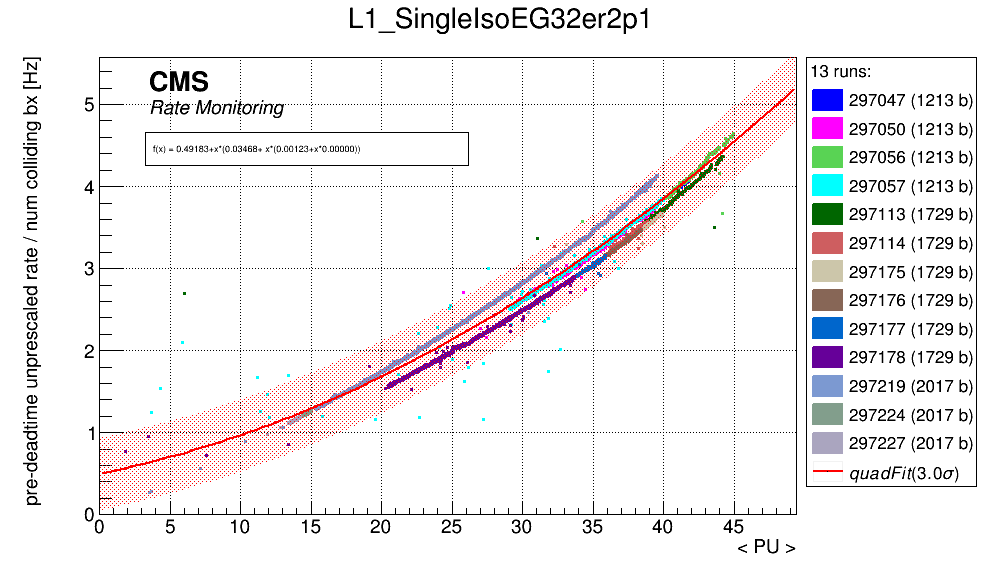 L1_SingleIsoEG32er2p1
pre-deadtime unprescaled rate / num colliding bx [Hz]
CMS
Rate Monitoring
f(x) = 0.49183+x*(0.03468+ x*(0.00123+x*0.00000))
5
4
3
2
1
0
0 5 10 15 20 25 30 35 40 45
< PU >
13 runs:
297047 (1213 b)
297050 (1213 b)
297056 (1213 b)
297057 (1213 b)
297113 (1729 b)
297114 (1729 b)
297175 (1729 b)
297176 (1729 b)
297177 (1729 b)
297178 (1729 b)
297219 (2017 b)
297224 (2017 b)
297227 (2017 b)
quadFit(3.0σ)